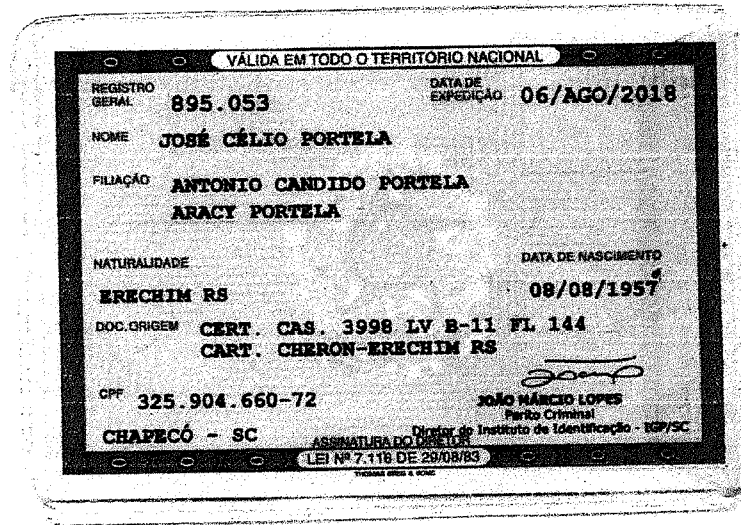 VÁLIDA EM TODO O TERRITÓRIO NACIONAL
REGISTRO GERAL 895.053 DATA DE EXPEDIÇÃO 06/AGO/2018
NOME JOSÉ CÉLIO PORTELA
FILIAÇÃO ANTONIO CANDIDO PORTELA
ARACY PORTELA
NATURALIDADE DATA DE NASCIMENTO
ERECHIM RS 08/08/1957
DOC. ORIGEM CERT. CAS. 3998 LV B-11 FL 144
CART. CHERON-ERECHIM RS
CPF 325.904.660-72
JOÃO MÁRCIO LOPES
Perito Criminal
CHAPECÓ - SC Diretor do Instituto de Identificação - IGP/SC
ASSINATURA DO DIRETOR
LEI Nº 7.116 DE 29/08/83